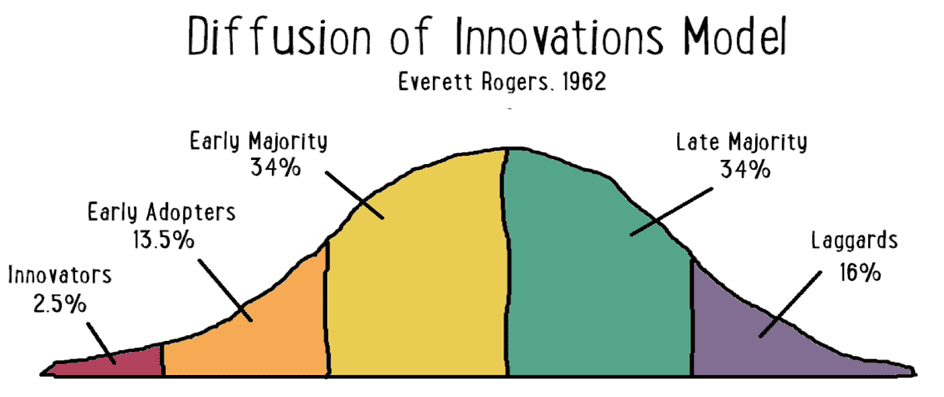 Diffusion of Innovations Model
Everett Rogers. 1962
Early Majority
34%
Late Majority
34%
Early Adopters
13.5%
Laggards
16%
Innovators
2.5%